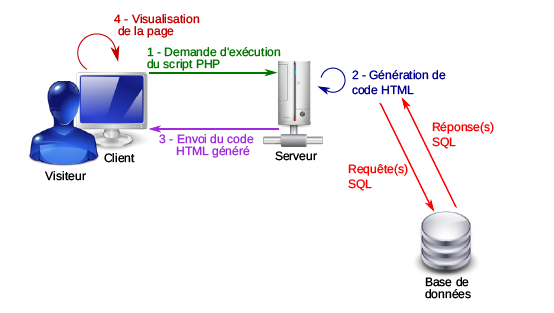 4 - Visualisation
de la page
1 - Demande d'exécution
du script PHP
2 - Génération de
code HTML
3 - Envoi du code
HTML généré
Réponse(s)
SQL
Requête(s)
SQL
Client
Visiteur
Serveur
Base de
données